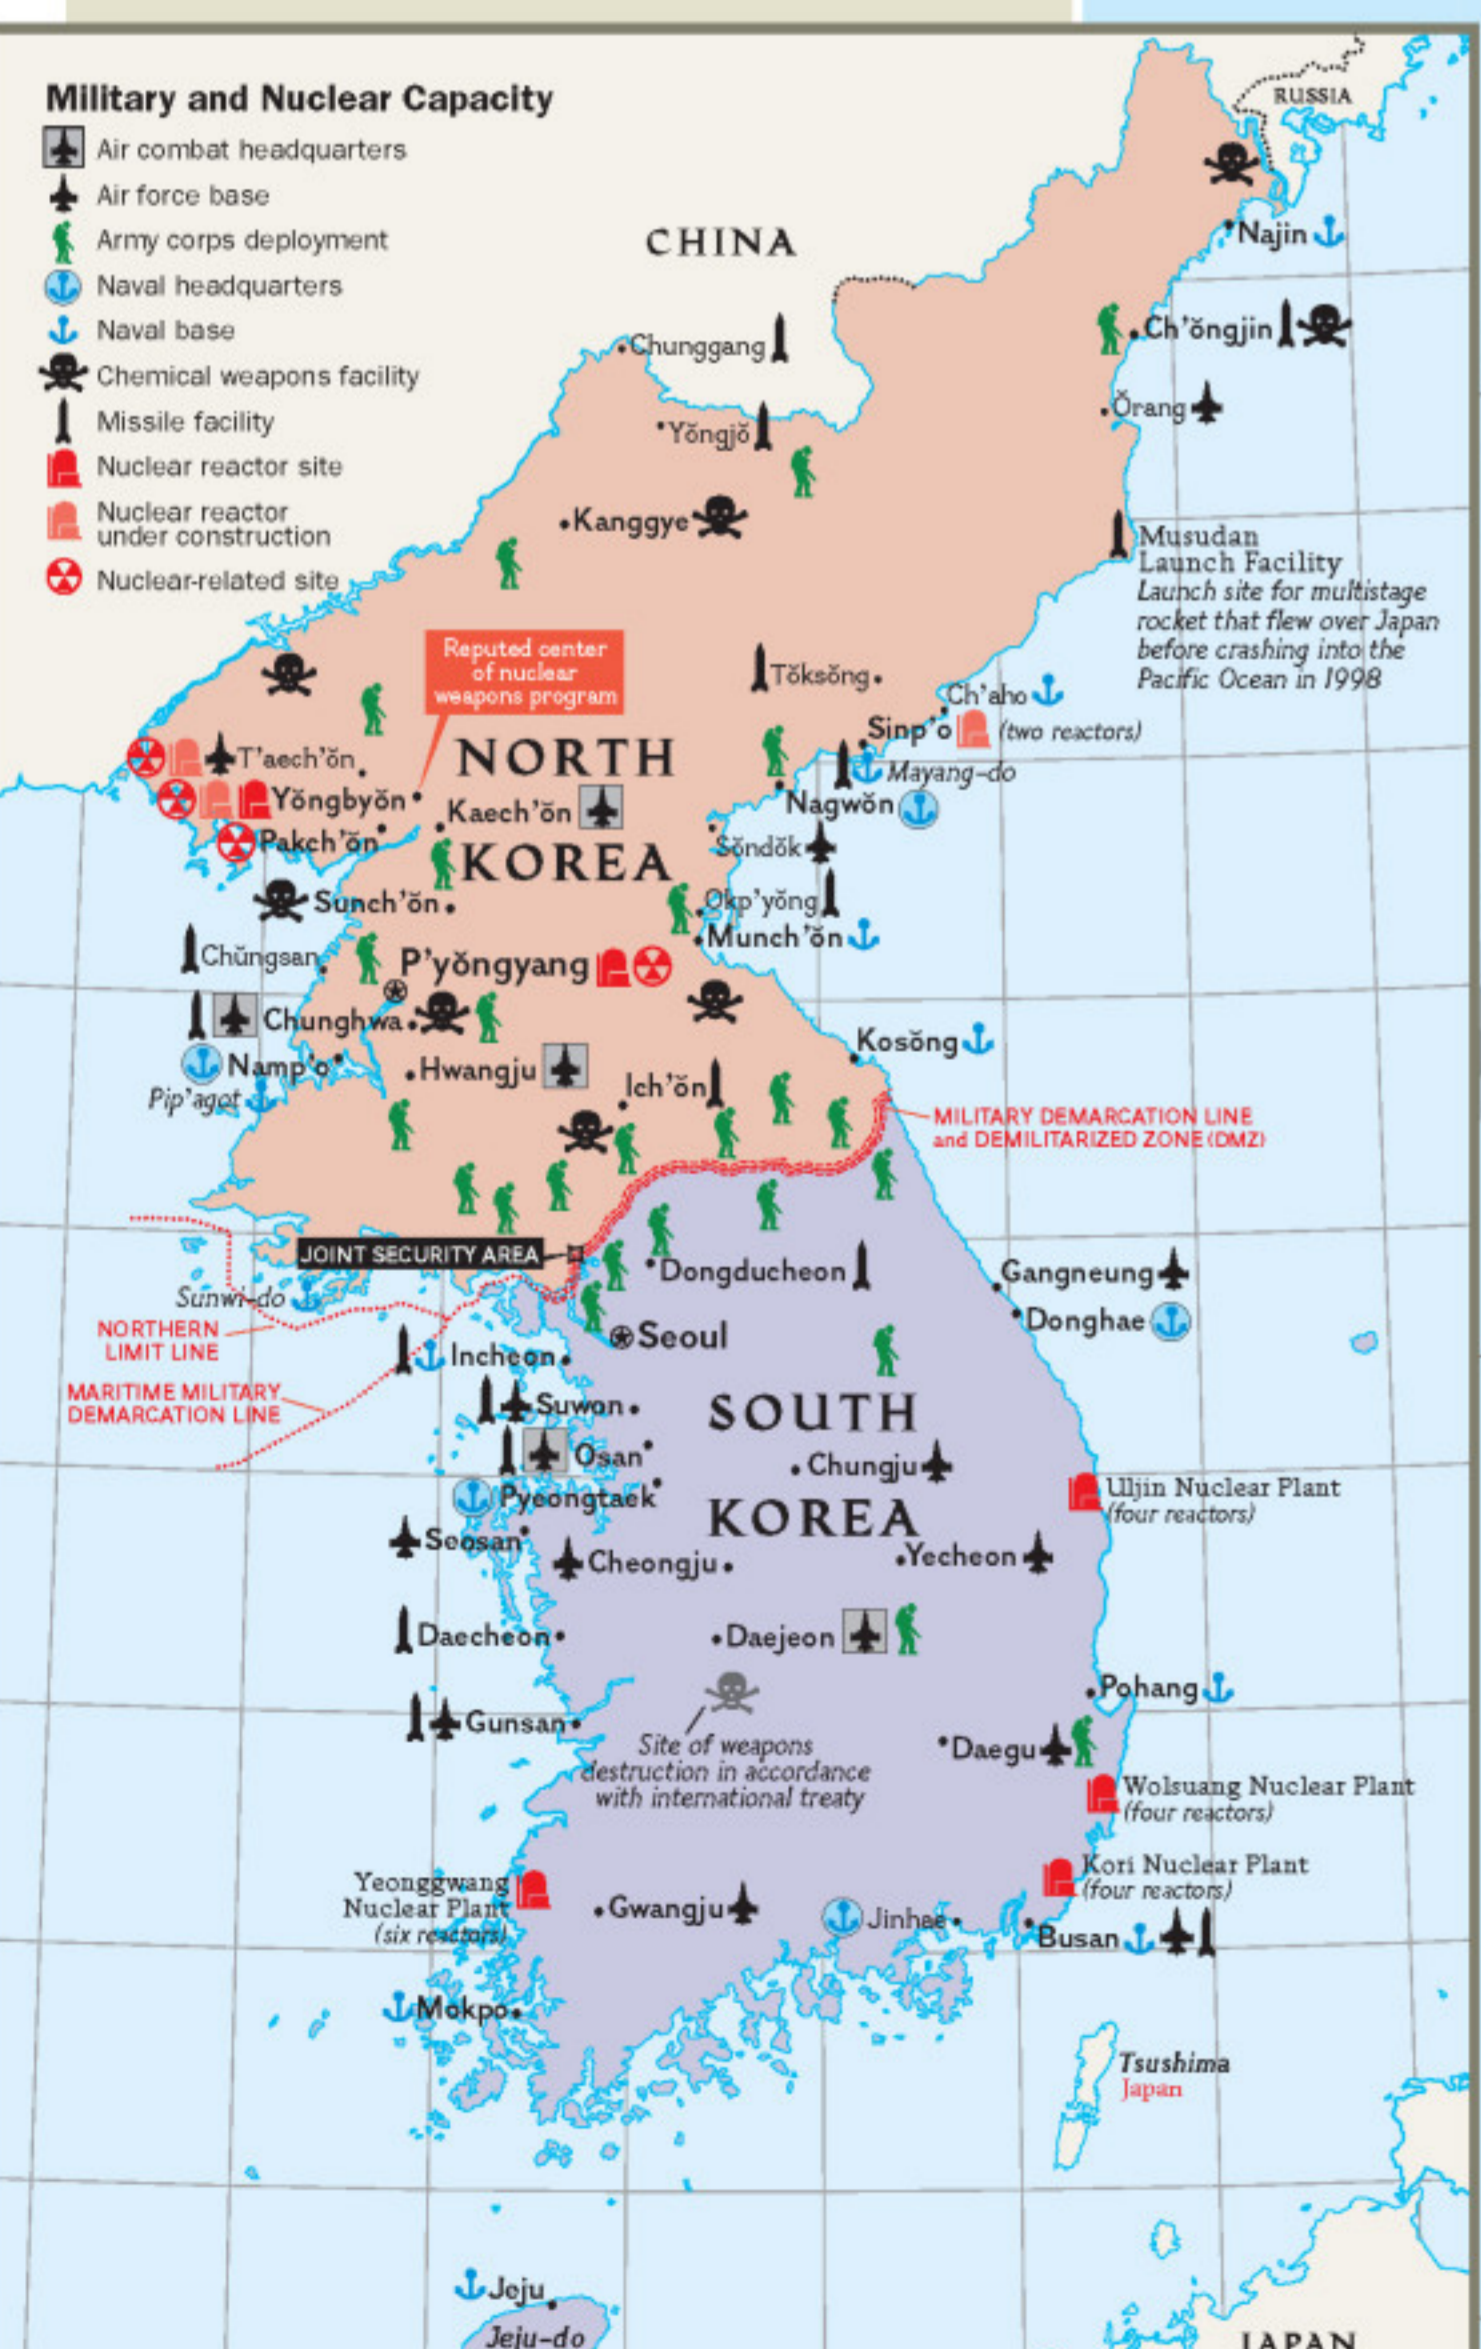 Military and Nuclear Capacity
Air combat headquarters
Air force base
Army corps deployment
Naval headquarters
Naval base
Chemical weapons facility
Missile facility
Nuclear reactor site
Nuclear reactor
under construction
Nuclear-related site
RUSSIA
CHINA
Najin
Chunggang
Ch'ŏngjin
Ŏrang
Yŏngjŏ
Kanggye
Musudan
Launch Facility
Launch site for multistage
rocket that flew over Japan
before crashing into the
Pacific Ocean in 1998
Reputed center
of nuclear
weapons program
Tŏksŏng
Ch'aho
Sinp'o (two reactors)
NORTH
KOREA
T'aech'ŏn
Mayang-do
Yŏngbyŏn
Nagwŏn
Kaech'ŏn
Pakch'ŏn
Sŏndŏk
Sunch'ŏn
Okp'yŏng
Munch'ŏn
Chŭngsan
P'yŏngyang
Chunghwa
Kosŏng
Namp'o
Hwangju
Ich'ŏn
Pip'agot
MILITARY DEMARCATION LINE
and DEMILITARIZED ZONE (DMZ)
JOINT SECURITY AREA
Dongducheon
Gangneung
Sunwi-do
Donghae
NORTHERN
LIMIT LINE
Seoul
Incheon
MARITIME MILITARY
DEMARCATION LINE
Suwon
SOUTH
KOREA
Osan
Chungju
Pyeongtaek
Uljin Nuclear Plant
(four reactors)
Seosan
Cheongju
Yecheon
Daecheon
Daejeon
Pohang
Gunsan
Site of weapons
destruction in accordance
with international treaty
Daegu
Wolsuang Nuclear Plant
(four reactors)
Yeonggwang
Nuclear Plant
(six reactors)
Kori Nuclear Plant
(four reactors)
Gwangju
Jinhae
Busan
Mokpo
Tsushima
Japan
Jeju
Jeju-do
JAPAN